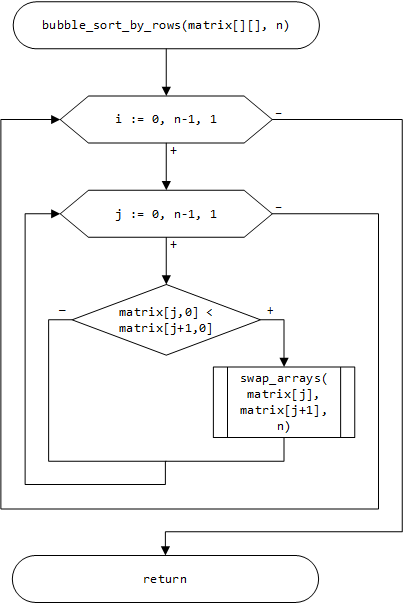 bubble_sort_by_rows(matrix[][], n)
i := 0, n-1, 1
–
+
j := 0, n-1, 1
–
+
–
matrix[j,0] <
matrix[j+1,0]
+
swap_arrays(
matrix[j],
matrix[j+1],
n)
return